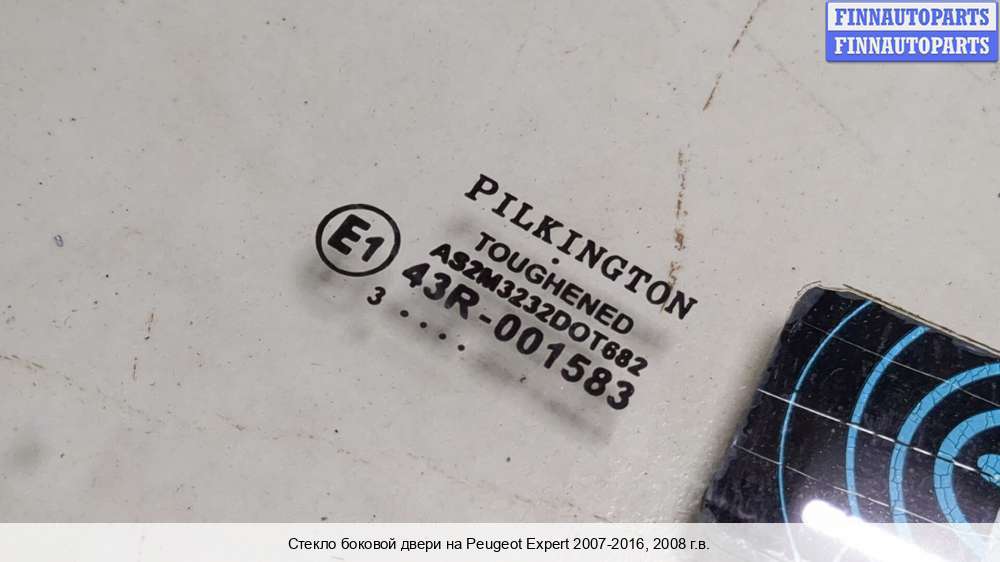 FINNAUTOPARTS
FINNAUTOPARTS
PILKINGTON
TOUGHENED
AS2M3232DOT682
E1
43R-001583
3 . . . .
Стекло боковой двери на Peugeot Expert 2007-2016, 2008 г.в.